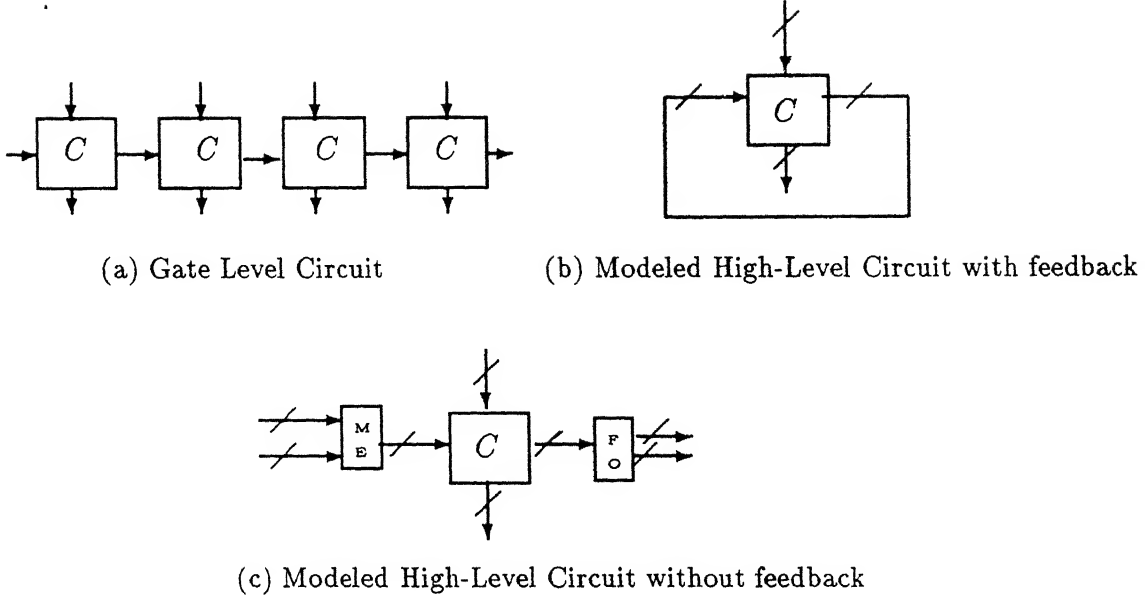 C C C C
C
(a) Gate Level Circuit
(b) Modeled High-Level Circuit with feedback
M
E
C
F
O
(c) Modeled High-Level Circuit without feedback